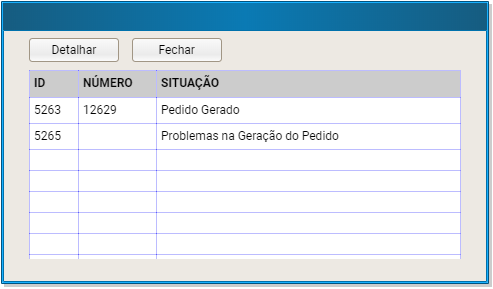 Detalhar Fechar
ID NÚMERO SITUAÇÃO
5263 12629 Pedido Gerado
5265 Problemas na Geração do Pedido